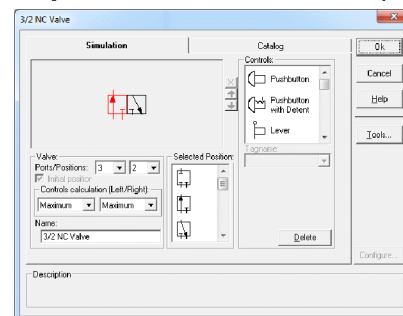 3/2 NC Valve
Simulation
Catalog
Ok
Cancel
Help
Tools...
Configure...
Controls:
Pushbutton
Pushbutton
with Detent
Lever
Tagname:
Delete
Valve:
Ports/Positions: 3 2
Initial position
Controls calculation (Left/Right):
Maximum Maximum
Name:
3/2 NC Valve
Selected Position:
Description